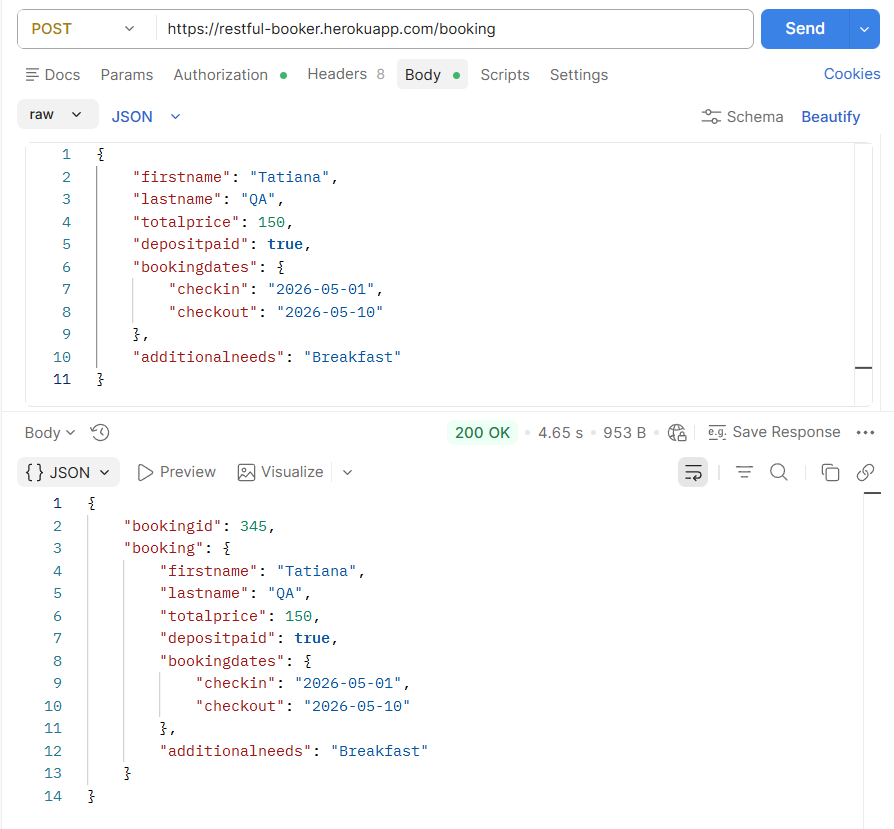 POST https://restful-booker.herokuapp.com/booking Send
Docs Params Authorization Headers 8 Body Scripts Settings Cookies
raw JSON Schema Beautify
1 {
2 "firstname": "Tatiana",
3 "lastname": "QA",
4 "totalprice": 150,
5 "depositpaid": true,
6 "bookingdates": {
7 "checkin": "2026-05-01",
8 "checkout": "2026-05-10"
9 },
10 "additionalneeds": "Breakfast"
11 }
Body 200 OK • 4.65 s • 953 B • e.g. Save Response
{} JSON Preview Visualize
1 {
2 "bookingid": 345,
3 "booking": {
4 "firstname": "Tatiana",
5 "lastname": "QA",
6 "totalprice": 150,
7 "depositpaid": true,
8 "bookingdates": {
9 "checkin": "2026-05-01",
10 "checkout": "2026-05-10"
11 },
12 "additionalneeds": "Breakfast"
13 }
14 }